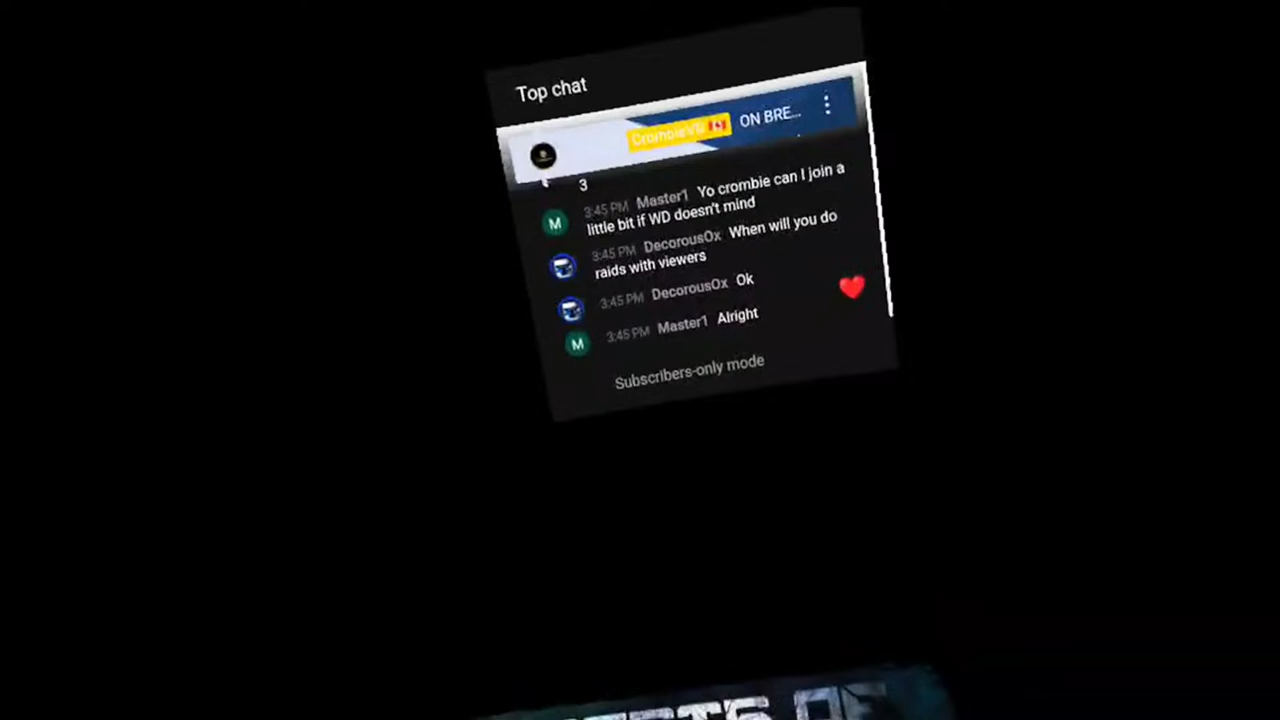 Top chat
CrombieVR 🇨🇦 ON BRE...
3
3:45 PM Master1 Yo crombie can I join a
little bit if WD doesn't mind
3:45 PM DecorousOx When will you do
raids with viewers
3:45 PM DecorousOx Ok
3:45 PM Master1 Alright
M
M
Subscribers-only mode
OF